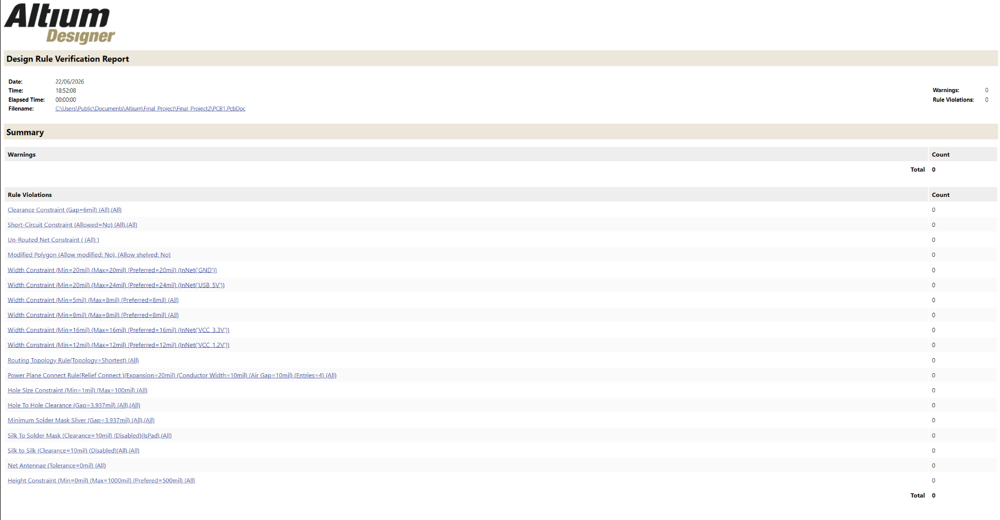 Altium
Designer
Design Rule Verification Report
Date: 22/06/2026
Time: 18:52:08
Elapsed Time: 00:00:00
Filename: C:\Users\Public\Documents\Altium\Final_Project\Final_Project2\PCB1.PcbDoc
Warnings: 0
Rule Violations: 0
Summary
Warnings Count
Total 0
Rule Violations Count
Clearance Constraint (Gap=6mil) (All),(All) 0
Short-Circuit Constraint (Allowed=No) (All),(All) 0
Un-Routed Net Constraint ( (All) ) 0
Modified Polygon (Allow modified: No), (Allow shelved: No) 0
Width Constraint (Min=20mil) (Max=20mil) (Preferred=20mil) (InNet('GND')) 0
Width Constraint (Min=20mil) (Max=24mil) (Preferred=24mil) (InNet('USB_5V')) 0
Width Constraint (Min=5mil) (Max=8mil) (Preferred=8mil) (All) 0
Width Constraint (Min=8mil) (Max=8mil) (Preferred=8mil) (All) 0
Width Constraint (Min=16mil) (Max=16mil) (Preferred=16mil) (InNet('VCC_3.3V')) 0
Width Constraint (Min=12mil) (Max=12mil) (Preferred=12mil) (InNet('VCC_1.2V')) 0
Routing Topology Rule(Topology=Shortest) (All) 0
Power Plane Connect Rule(Relief Connect )(Expansion=20mil) (Conductor Width=10mil) (Air Gap=10mil) (Entries=4) (All) 0
Hole Size Constraint (Min=1mil) (Max=100mil) (All) 0
Hole To Hole Clearance (Gap=3.937mil) (All),(All) 0
Minimum Solder Mask Sliver (Gap=3.937mil) (All),(All) 0
Silk To Solder Mask (Clearance=10mil) (Disabled)(IsPad),(All) 0
Silk to Silk (Clearance=10mil) (Disabled)(All),(All) 0
Net Antennae (Tolerance=0mil) (All) 0
Height Constraint (Min=0mil) (Max=1000mil) (Prefered=500mil) (All) 0
Total 0